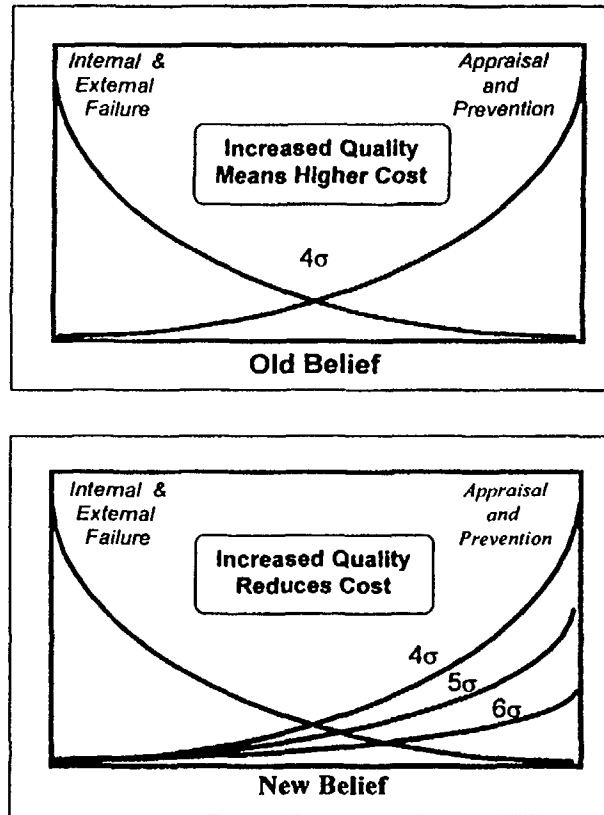 Internal &
External
Failure
Appraisal
and
Prevention
Increased Quality
Means Higher Cost
4σ
Old Belief
Internal &
External
Failure
Appraisal
and
Prevention
Increased Quality
Reduces Cost
4σ
5σ
6σ
New Belief